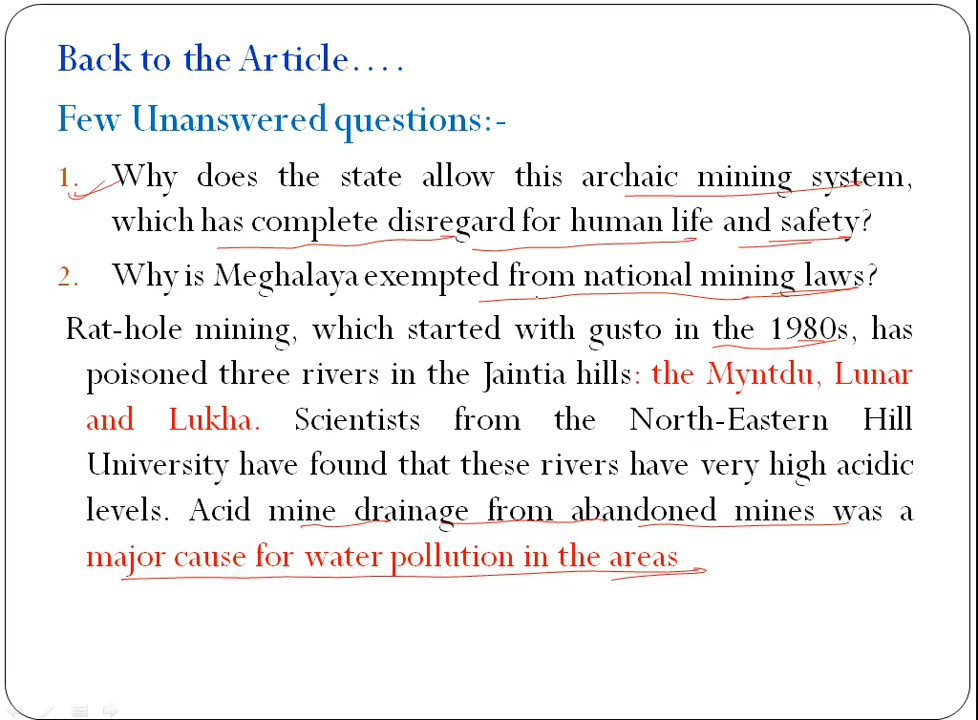 Back to the Article....
Few Unanswered questions:-
1. Why does the state allow this archaic mining system,
which has complete disregard for human life and safety?
2. Why is Meghalaya exempted from national mining laws?
Rat-hole mining, which started with gusto in the 1980s, has
poisoned three rivers in the Jaintia hills: the Myntdu, Lunar
and Lukha. Scientists from the North-Eastern Hill
University have found that these rivers have very high acidic
levels. Acid mine drainage from abandoned mines was a
major cause for water pollution in the areas